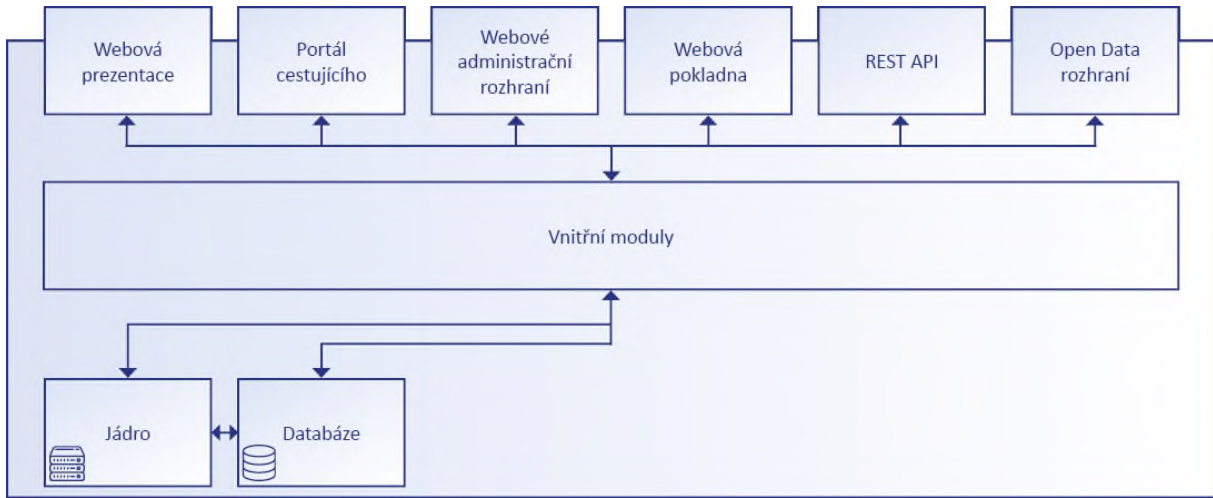 Webová
prezentace
Portál
cestujícího
Webové
administrační
rozhraní
Webová
pokladna
REST API
Open Data
rozhraní
Vnitřní moduly
Jádro
Databáze